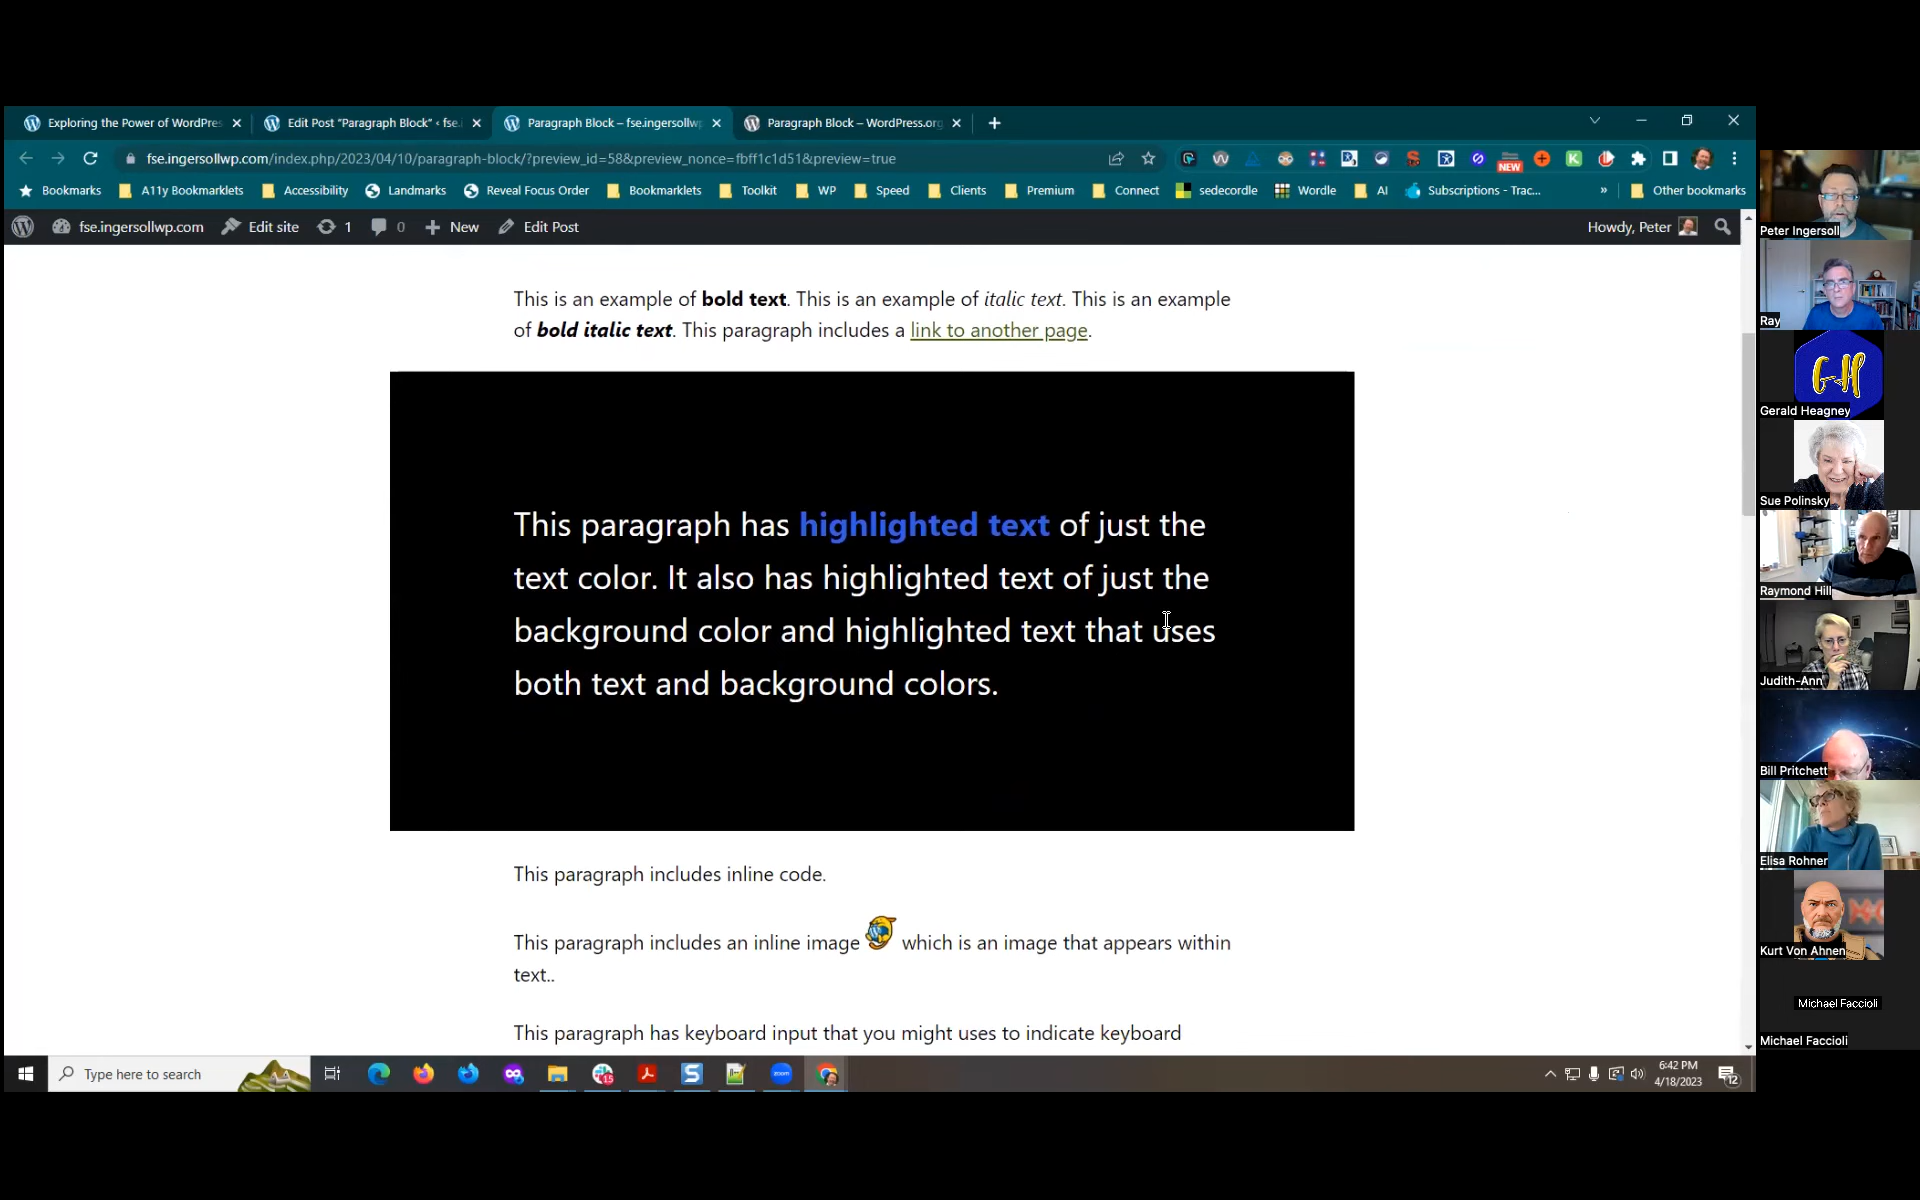 Exploring the Power of WordPres
Edit Post "Paragraph Block" ‹ fse.
Paragraph Block – fse.ingersollwp
Paragraph Block – WordPress.org
fse.ingersollwp.com/index.php/2023/04/10/paragraph-block/?preview_id=58&preview_nonce=fbff1c1d51&preview=true
NEW
Bookmarks
A11y Bookmarklets
Accessibility
Landmarks
Reveal Focus Order
Bookmarklets
Toolkit
WP
Speed
Clients
Premium
Connect
sedecordle
Wordle
AI
Subscriptions - Trac...
»
Other bookmarks
fse.ingersollwp.com
Edit site
1
0
New
Edit Post
Howdy, Peter
This is an example of bold text. This is an example of italic text. This is an example
of bold italic text. This paragraph includes a link to another page.
This paragraph has highlighted text of just the
text color. It also has highlighted text of just the
background color and highlighted text that uses
both text and background colors.
This paragraph includes inline code.
This paragraph includes an inline image which is an image that appears within
text..
This paragraph has keyboard input that you might uses to indicate keyboard
Type here to search
15
zoom
6:42 PM
4/18/2023
12
Peter Ingersoll
Ray
GH
Gerald Heagney
Sue Polinsky
Raymond Hill
Judith-Ann
Bill Pritchett
Elisa Rohner
Kurt Von Ahnen
Michael Faccioli
Michael Faccioli